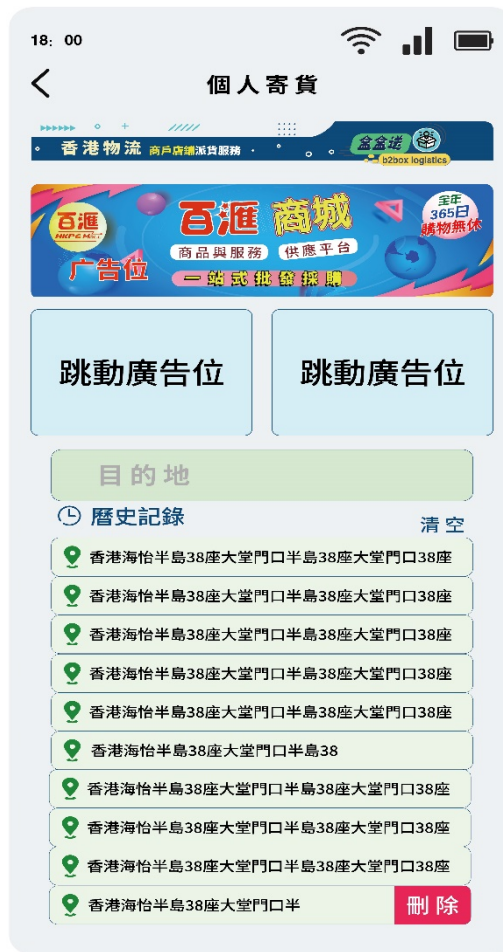 18: 00
個人寄貨
香港物流 商戶店鋪派貨服務
盒盒送
b2box logistics
百滙
百滙 商城
全年
365日
購物無休
商品與服務 供應平台
广告位
一站式批發採購
跳動廣告位 跳動廣告位
目的地
曆史記錄
清空
香港海怡半島38座大堂門口半島38座大堂門口38座
香港海怡半島38座大堂門口半島38座大堂門口38座
香港海怡半島38座大堂門口半島38座大堂門口38座
香港海怡半島38座大堂門口半島38座大堂門口38座
香港海怡半島38座大堂門口半島38座大堂門口38座
香港海怡半島38座大堂門口半島38
香港海怡半島38座大堂門口半島38座大堂門口38座
香港海怡半島38座大堂門口半島38座大堂門口38座
香港海怡半島38座大堂門口半島38座大堂門口38座
香港海怡半島38座大堂門口半 刪除